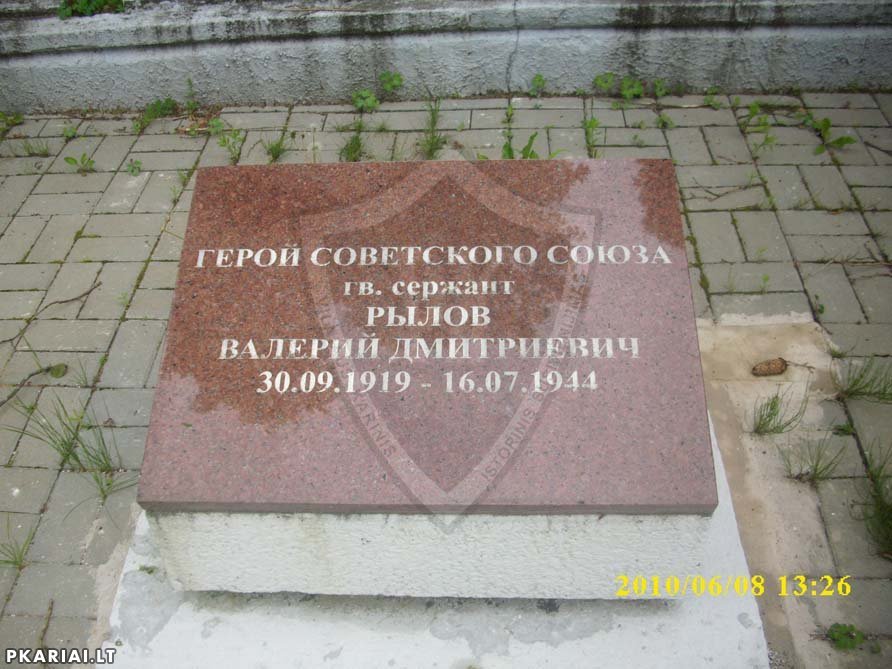 ГЕРОЙ СОВЕТСКОГО СОЮЗА
гв. сержант
РЫЛОВ
ВАЛЕРИЙ ДМИТРИЕВИЧ
30.09.1919 - 16.07.1944
2010/06/08 13:26
PKARIAI.LT